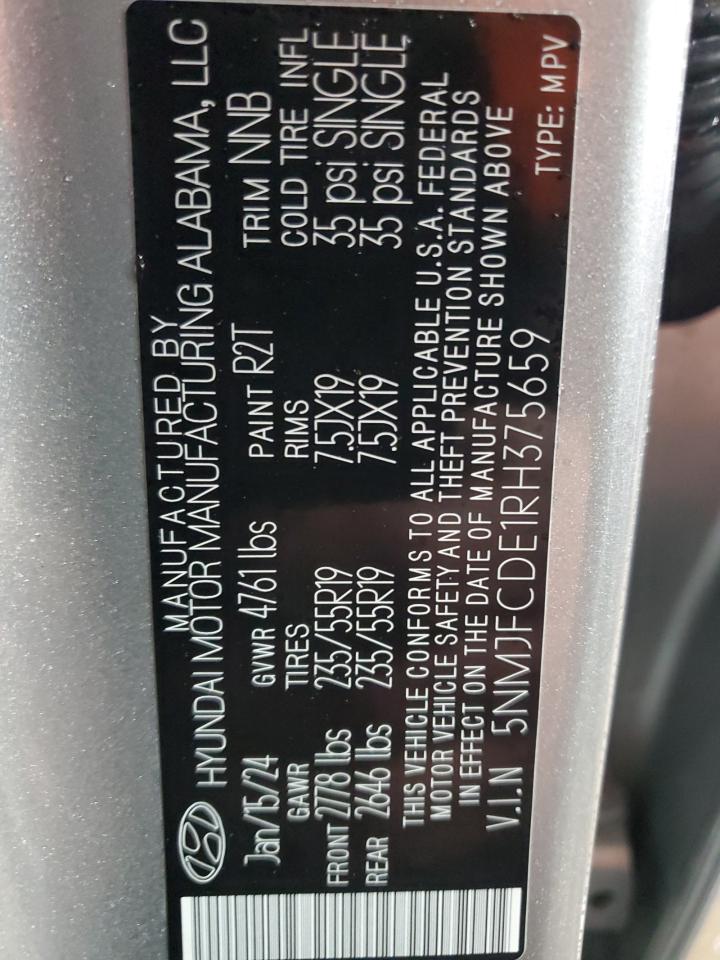 MANUFACTURED BY
HYUNDAI MOTOR MANUFACTURING ALABAMA, LLC
Jan/15/24 GVWR 4761 lbs PAINT R2T TRIM NNB
GAWR TIRES RIMS COLD TIRE INFL
FRONT 2778 lbs 235/55R19 7.5JX19 35 psi SINGLE
REAR 2646 lbs 235/55R19 7.5JX19 35 psi SINGLE
THIS VEHICLE CONFORMS TO ALL APPLICABLE U.S.A. FEDERAL
MOTOR VEHICLE SAFETY AND THEFT PREVENTION STANDARDS
IN EFFECT ON THE DATE OF MANUFACTURE SHOWN ABOVE
V.I.N 5NMJFCDE1RH375659 TYPE: MPV